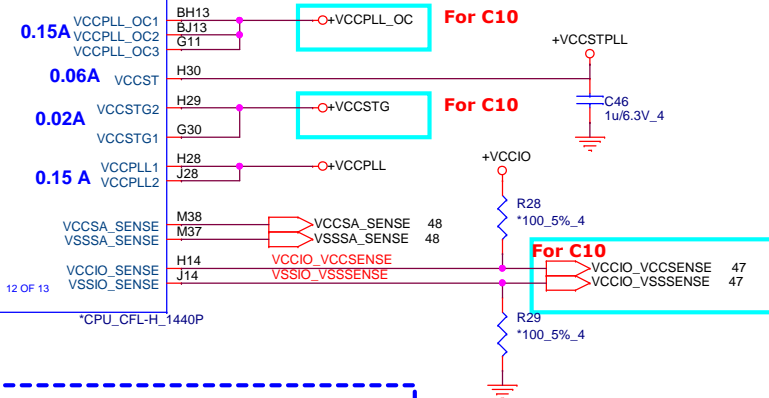 BH13
0.15A VCCPLL_OC1 +VCCPLL_OC For C10
BJ13
VCCPLL_OC2
G11
VCCPLL_OC3
+VCCSTPLL
0.06A VCCST H30
C46
1u/6.3V_4
0.02A VCCSTG2 H29 +VCCSTG For C10
VCCSTG1 G30
+VCCIO
0.15 A VCCPLL1 H28 +VCCPLL
VCCPLL2 J28
R28
*100_5%_4
VCCSA_SENSE M38 VCCSA_SENSE 48
VSSSA_SENSE M37 VSSSA_SENSE 48
For C10
VCCIO_SENSE H14 VCCIO_VCCSENSE VCCIO_VCCSENSE 47
VSSIO_SENSE J14 VSSIO_VSSSENSE VCCIO_VSSSENSE 47
12 OF 13
*CPU_CFL-H_1440P
R29
*100_5%_4